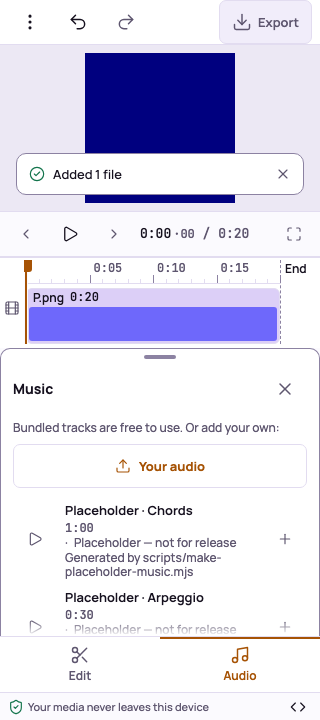 Export
Added 1 file
0:00·00 / 0:20
0:05 0:10 0:15 End
P.png 0:20
Music
Bundled tracks are free to use. Or add your own:
Your audio
Placeholder · Chords
1:00
· Placeholder — not for release
Generated by scripts/make-
placeholder-music.mjs
Placeholder · Arpeggio
0:30
· Placeholder — not for release
Edit Audio
Your media never leaves this device